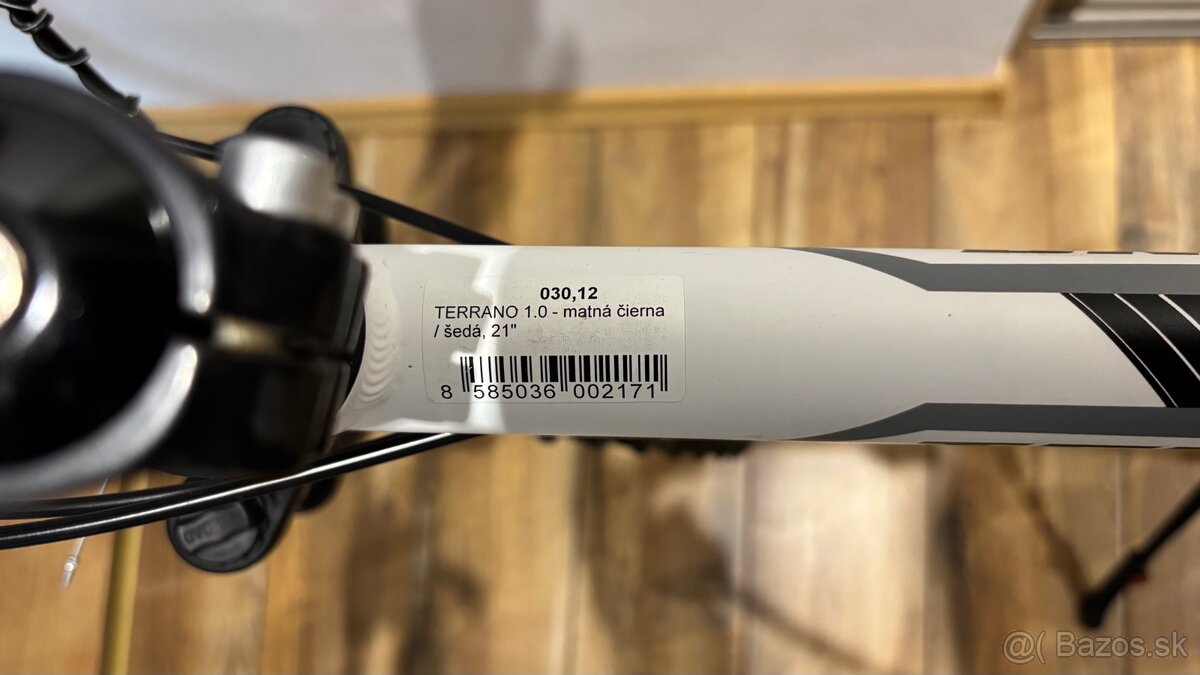 030,12
TERRANO 1.0 - matná čierna
/ šedá, 21"
8 585036 002171
@( Bazos.sk